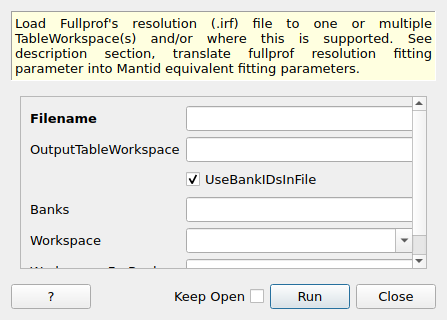 Load Fullprof's resolution (.irf) file to one or multiple
TableWorkspace(s) and/or where this is supported. See
description section, translate fullprof resolution fitting
parameter into Mantid equivalent fitting parameters.
Filename
OutputTableWorkspace
UseBankIDsInFile
Banks
Workspace
? Keep Open Run Close